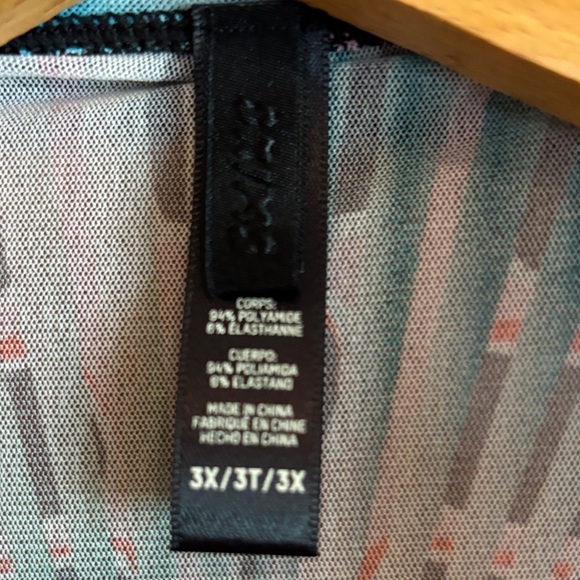 SKIMS
CORPS:
94% POLYAMIDE
6% ÉLASTHANNE
CUERPO:
94% POLIAMIDA
6% ELASTANO
MADE IN CHINA
FABRIQUÉ EN CHINE
HECHO EN CHINA
3X/3T/3X